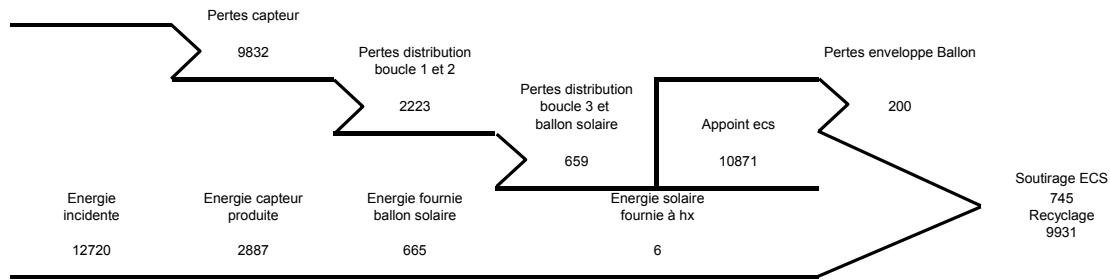 Pertes capteur
9832
Pertes distribution
boucle 1 et 2
2223
Pertes distribution
boucle 3 et
ballon solaire
659
Appoint ecs
10871
Pertes enveloppe Ballon
200
Energie
incidente
12720
Energie capteur
produite
2887
Energie fournie
ballon solaire
665
Energie solaire
fournie à hx
6
Soutirage ECS
745
Recyclage
9931